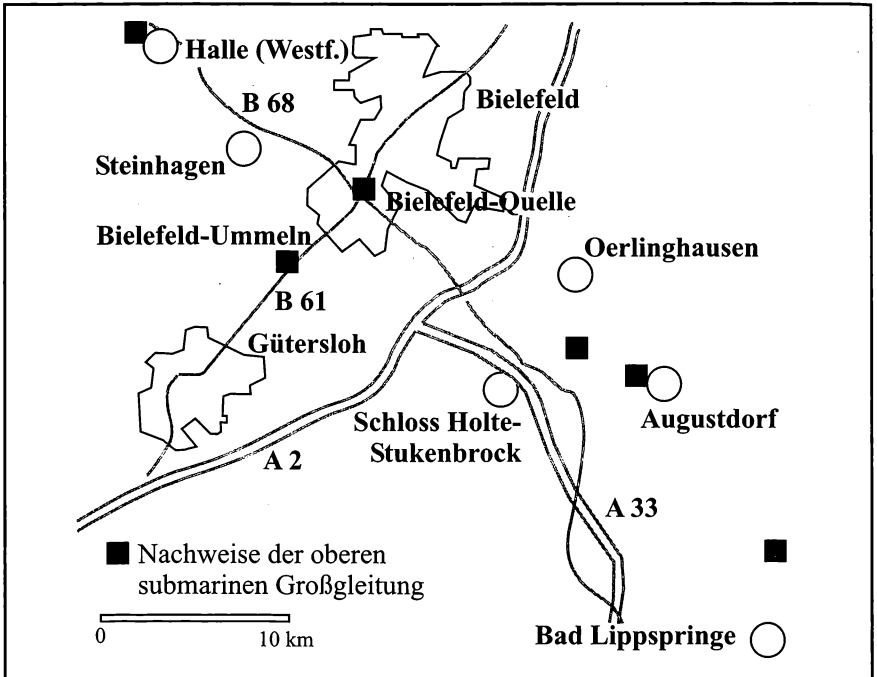 Halle (Westf.)
B 68
Bielefeld
Steinhagen
Bielefeld-Quelle
Bielefeld-Ummeln
Oerlinghausen
B 61
Gütersloh
Schloss Holte-
Stukenbrock
Augustdorf
A 2
A 33
Nachweise der oberen
submarinen Großgleitung
0 10 km
Bad Lippspringe